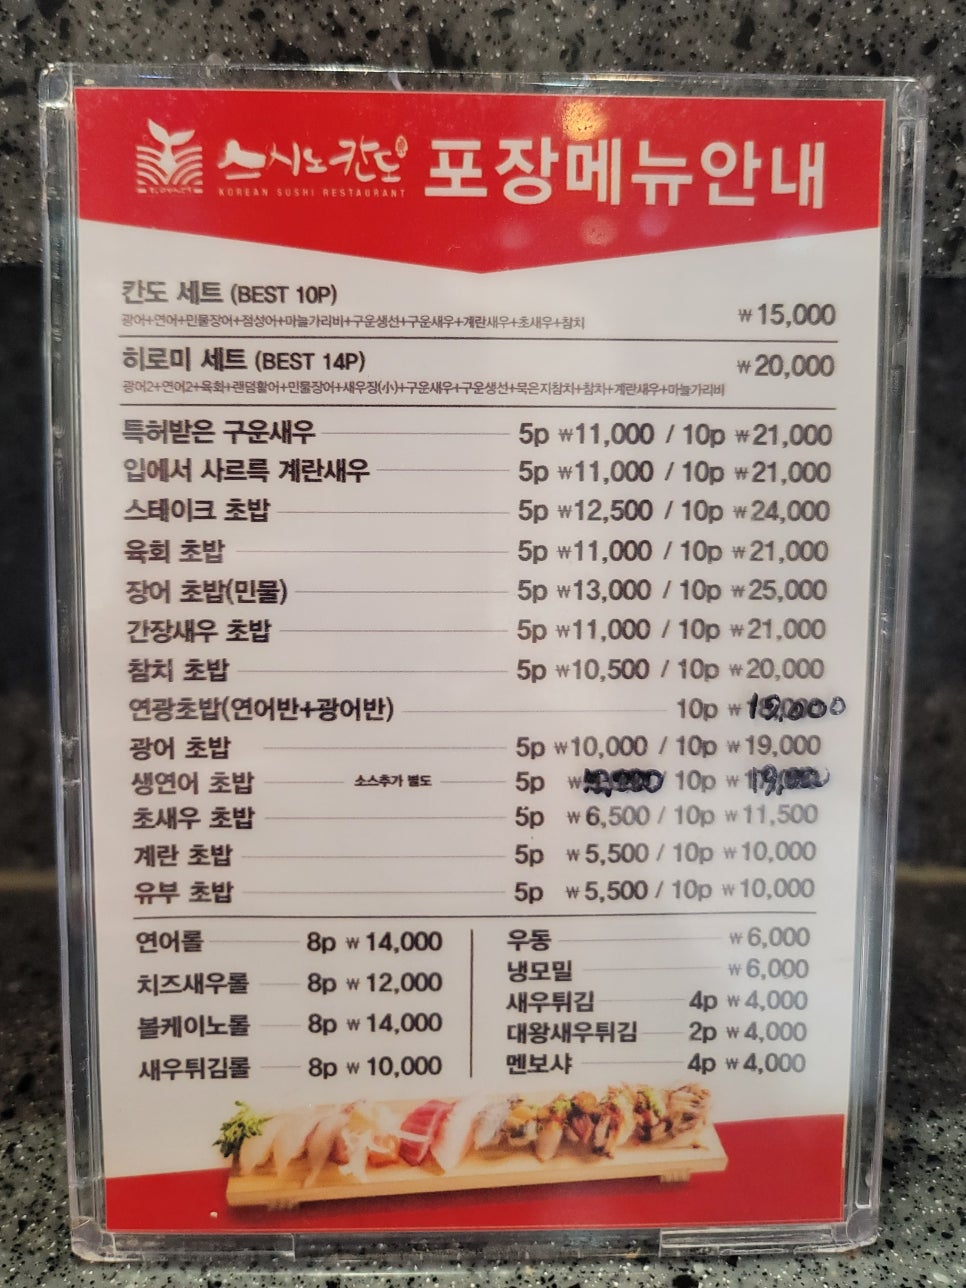 스시노칸도 포장메뉴안내
KOREAN SUSHI RESTAURANT
칸도 세트 (BEST 10P) ₩15,000
광어+연어+민물장어+점성어+마늘가리비+구운생선+구운새우+계란새우+초새우+참치
히로미 세트 (BEST 14P) ₩20,000
광어2+연어2+육회+랜덤활어+민물장어+새우장(小)+구운새우+구운생선+묵은지참치+참치+계란새우+마늘가리비
특허받은 구운새우 5p ₩11,000 / 10p ₩21,000
입에서 사르륵 계란새우 5p ₩11,000 / 10p ₩21,000
스테이크 초밥 5p ₩12,500 / 10p ₩24,000
육회 초밥 5p ₩11,000 / 10p ₩21,000
장어 초밥(민물) 5p ₩13,000 / 10p ₩25,000
간장새우 초밥 5p ₩11,000 / 10p ₩21,000
참치 초밥 5p ₩10,500 / 10p ₩20,000
연광초밥(연어반+광어반) 10p ₩
광어 초밥 5p ₩10,000 / 10p ₩19,000
생연어 초밥 소스추가 별도 5p ₩ 10p ₩
초새우 초밥 5p ₩6,500 / 10p ₩11,500
계란 초밥 5p ₩5,500 / 10p ₩10,000
유부 초밥 5p ₩5,500 / 10p ₩10,000
연어롤 8p ₩14,000
치즈새우롤 8p ₩12,000
볼케이노롤 8p ₩14,000
새우튀김롤 8p ₩10,000
우동 ₩6,000
냉모밀 ₩6,000
새우튀김 4p ₩4,000
대왕새우튀김 2p ₩4,000
멘보샤 4p ₩4,000